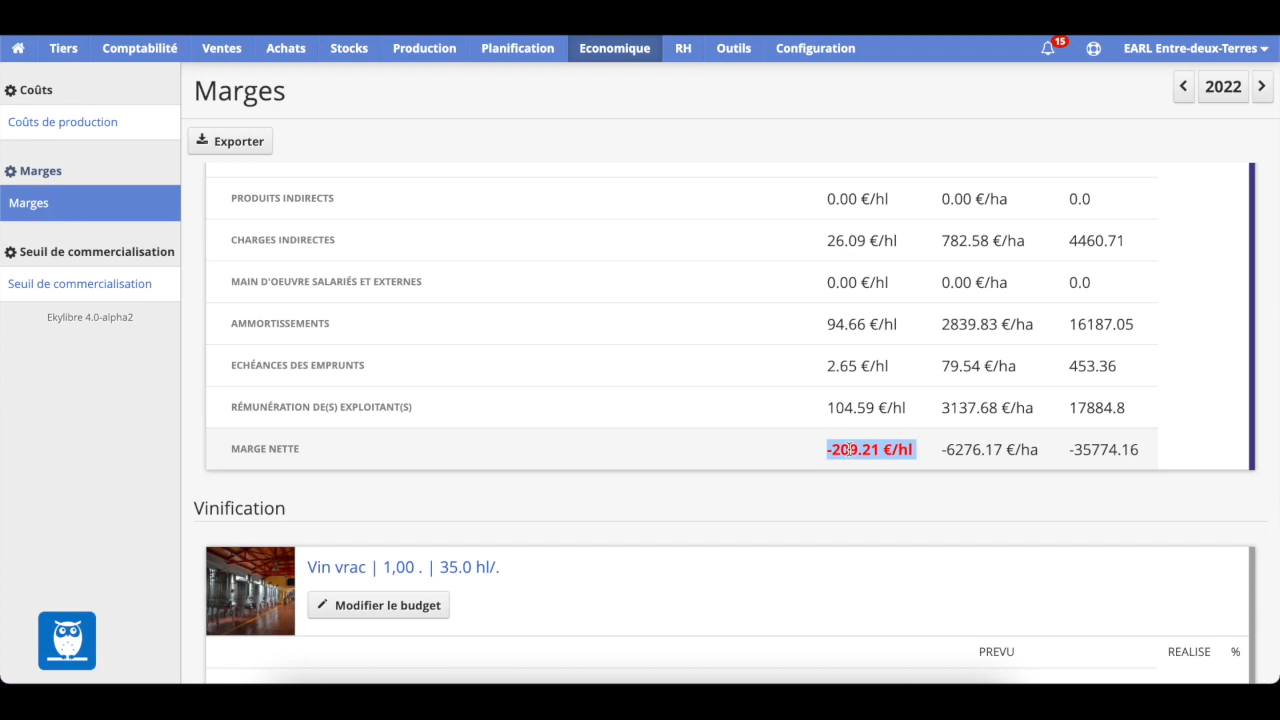 Tiers Comptabilité Ventes Achats Stocks Production Planification Economique RH Outils Configuration 15 EARL Entre-deux-Terres
Coûts
Coûts de production
Marges
Marges
Seuil de commercialisation
Seuil de commercialisation
Ekylibre 4.0-alpha2
Marges
2022
Exporter
PRODUITS INDIRECTS 0.00 €/hl 0.00 €/ha 0.0
CHARGES INDIRECTES 26.09 €/hl 782.58 €/ha 4460.71
MAIN D'OEUVRE SALARIÉS ET EXTERNES 0.00 €/hl 0.00 €/ha 0.0
AMMORTISSEMENTS 94.66 €/hl 2839.83 €/ha 16187.05
ECHÉANCES DES EMPRUNTS 2.65 €/hl 79.54 €/ha 453.36
RÉMUNÉRATION DE(S) EXPLOITANT(S) 104.59 €/hl 3137.68 €/ha 17884.8
MARGE NETTE -209.21 €/hl -6276.17 €/ha -35774.16
Vinification
Vin vrac | 1,00 . | 35.0 hl/.
Modifier le budget
PREVU REALISE %